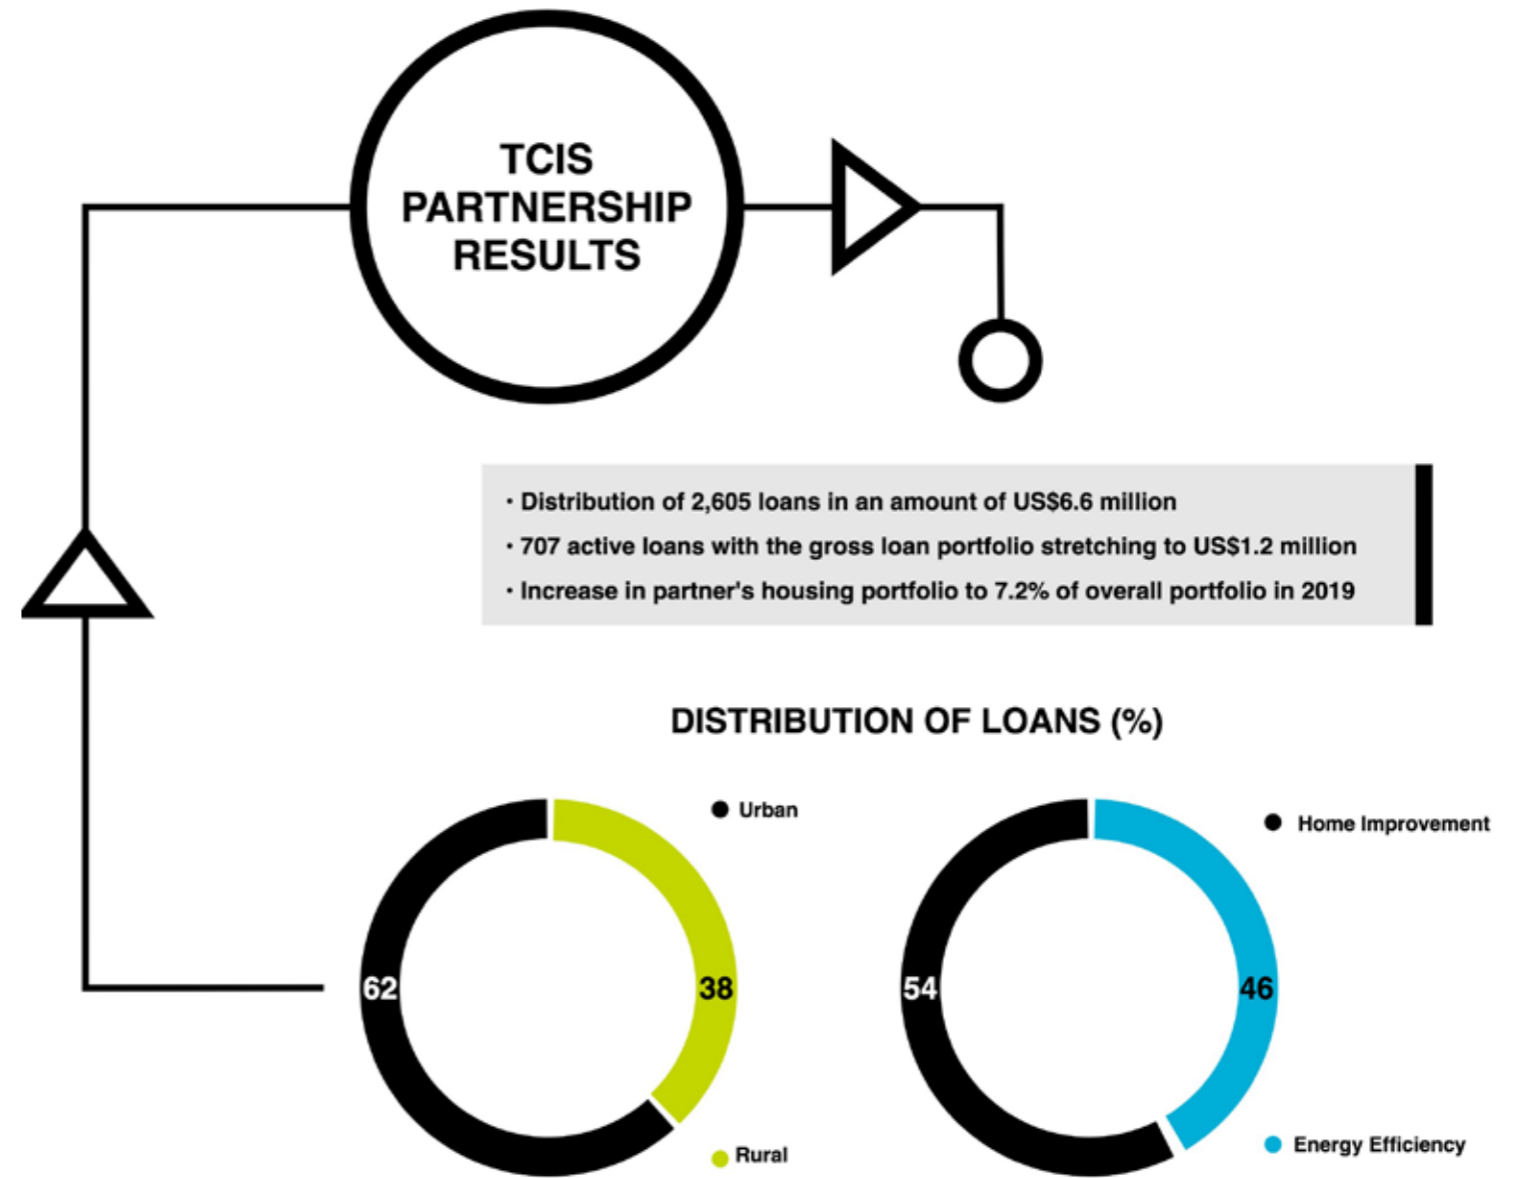 TCIS
PARTNERSHIP
RESULTS
· Distribution of 2,605 loans in an amount of US$6.6 million
· 707 active loans with the gross loan portfolio stretching to US$1.2 million
· Increase in partner's housing portfolio to 7.2% of overall portfolio in 2019
DISTRIBUTION OF LOANS (%)
Urban
62
38
Rural
Home Improvement
54
46
Energy Efficiency